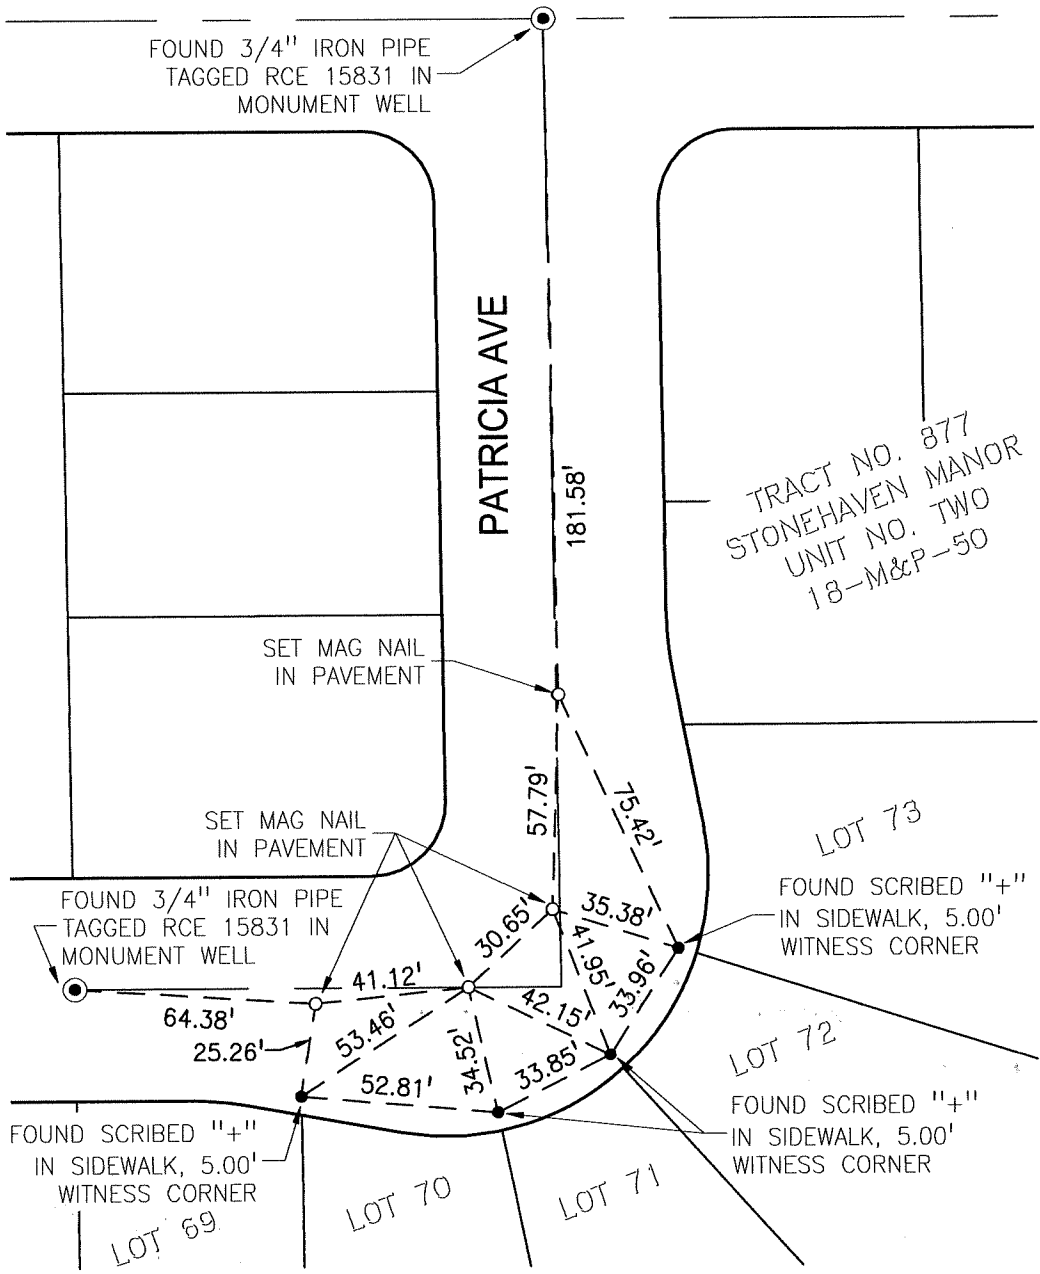 FOUND 3/4" IRON PIPE
TAGGED RCE 15831 IN
MONUMENT WELL
PATRICIA AVE
181.58'
TRACT NO. 877
STONEHAVEN MANOR
UNIT NO. TWO
18-M&P-50
SET MAG NAIL
IN PAVEMENT
57.79'
75.42'
SET MAG NAIL
IN PAVEMENT
LOT 73
FOUND 3/4" IRON PIPE
TAGGED RCE 15831 IN
MONUMENT WELL
30.65'
35.38'
41.95'
33.96'
FOUND SCRIBED "+"
IN SIDEWALK, 5.00'
WITNESS CORNER
64.38'
41.12'
25.26'
53.46'
42.15'
34.52'
52.81'
33.85'
LOT 72
FOUND SCRIBED "+"
IN SIDEWALK, 5.00'
WITNESS CORNER
FOUND SCRIBED "+"
IN SIDEWALK, 5.00'
WITNESS CORNER
LOT 69
LOT 70
LOT 71